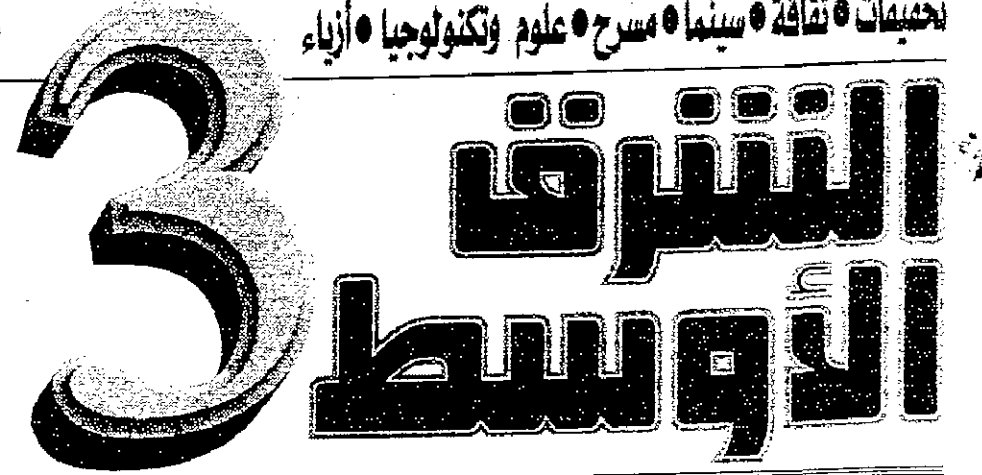 تحقيقات • ثقافة • سينما • مسرح • علوم وتكنولوجيا • أزياء
الشرق
الأوسط
3